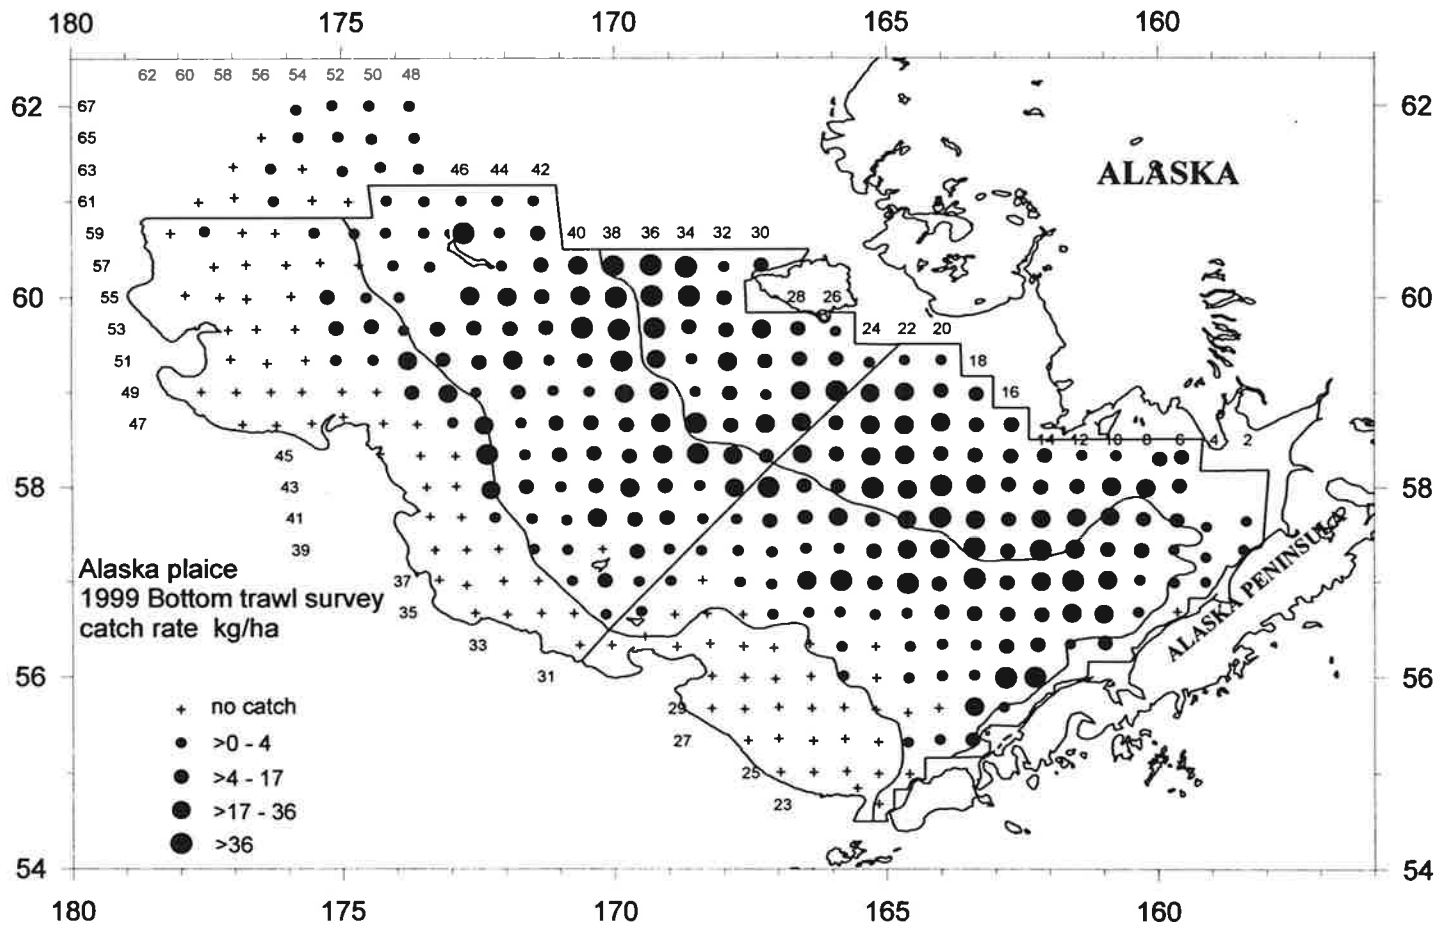 180 175 170 165 160
62 60 58 56 54 52 50 48
62 67 62
65
63 46 44 42 ALASKA
61
59 40 38 36 34 32 30
57
60 55 28 26 60
53 24 22 20
51 18
49 16
47 14 12 10 8 6 4 2
45
58 43 58
41
39
Alaska plaice
37
1999 Bottom trawl survey
35
catch rate kg/ha
33
ALASKA PENINSULA
56 31 56
no catch 29
>0 - 4 27
>4 - 17 25
>17 - 36 23
>36
54 54
180 175 170 165 160